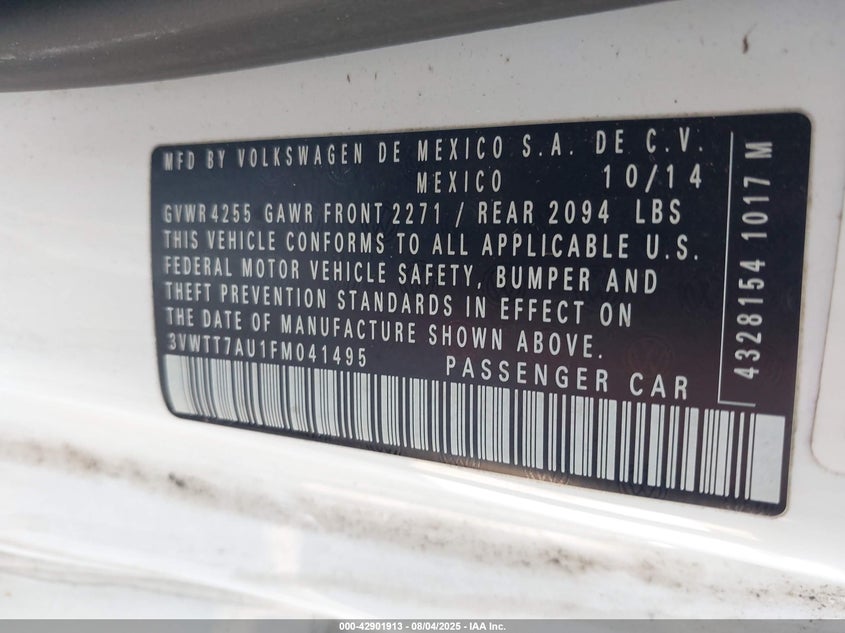 MFD BY VOLKSWAGEN DE MEXICO S.A. DE C.V.
MEXICO 10/14
GVWR 4255 GAWR FRONT 2271 / REAR 2094 LBS
THIS VEHICLE CONFORMS TO ALL APPLICABLE U.S.
FEDERAL MOTOR VEHICLE SAFETY, BUMPER AND
THEFT PREVENTION STANDARDS IN EFFECT ON
THE DATE OF MANUFACTURE SHOWN ABOVE.
3VWTT7AU1FM041495 PASSENGER CAR
4328154 1017 M
000-42901913 - 08/04/2025 - IAA Inc.